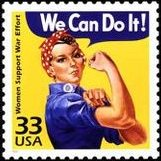 We Can Do It!
Women Support War Effort
33
USA